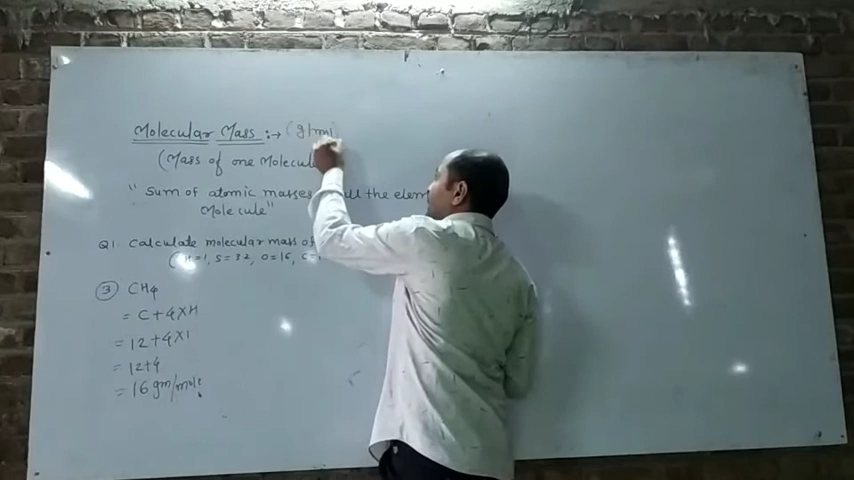 Molecular Mass :→ (g/m
(Mass of one Molecul
"Sum of atomic masses all the elem
Molecule"
Q1. Calculate molecular mass of
(H=1, S=32, O=16, C=
③ CH4
= C+4×H
= 12+4×1
= 12+4
= 16 gm/mole